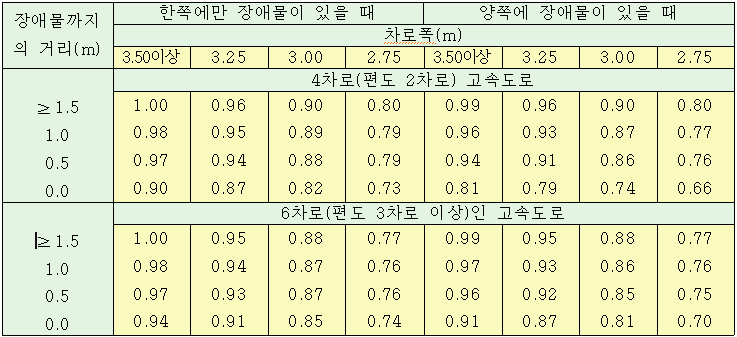 장애물까지의 거리(m) 한쪽에만 장애물이 있을 때 양쪽에 장애물이 있을 때
차로폭(m)
3.50이상 3.25 3.00 2.75 3.50이상 3.25 3.00 2.75
4차로(편도 2차로) 고속도로
≥1.5 1.00 0.96 0.90 0.80 0.99 0.96 0.90 0.80
1.0 0.98 0.95 0.89 0.79 0.96 0.93 0.87 0.77
0.5 0.97 0.94 0.88 0.79 0.94 0.91 0.86 0.76
0.0 0.90 0.87 0.82 0.73 0.81 0.79 0.74 0.66
6차로(편도 3차로 이상)인 고속도로
≥1.5 1.00 0.95 0.88 0.77 0.99 0.95 0.88 0.77
1.0 0.98 0.94 0.87 0.76 0.97 0.93 0.86 0.76
0.5 0.97 0.93 0.87 0.76 0.96 0.92 0.85 0.75
0.0 0.94 0.91 0.85 0.74 0.91 0.87 0.81 0.70